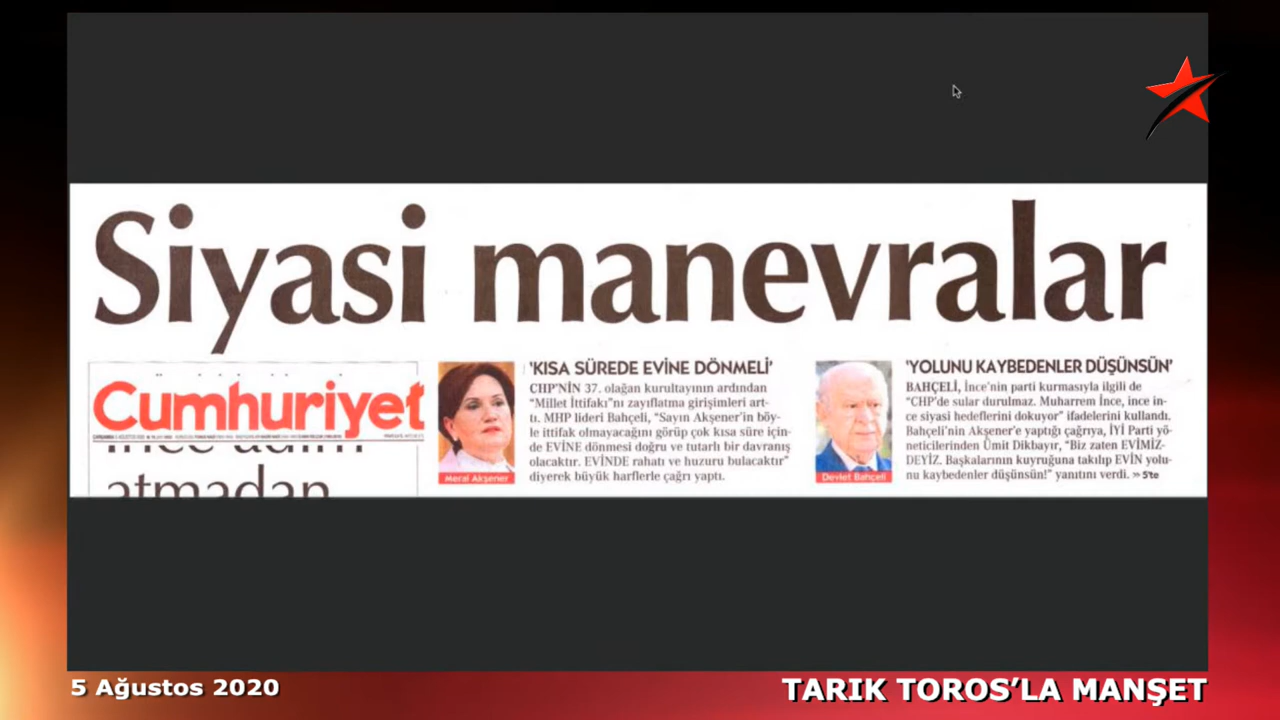 Siyasi manevralar
Cumhuriyet
atmadan
Meral Akşener
'KISA SÜREDE EVİNE DÖNMELİ'
CHP'NİN 37. olağan kurultayının ardından
"Millet İttifakı"nı zayıflatma girişimleri art-
tı. MHP lideri Bahçeli, "Sayın Akşener'in böy-
le ittifak olmayacağını görüp çok kısa süre için-
de EVİNE dönmesi doğru ve tutarlı bir davranış
olacaktır. EVİNDE rahatı ve huzuru bulacaktır"
diyerek büyük harflerle çağrı yaptı.
Devlet Bahçeli
'YOLUNU KAYBEDENLER DÜŞÜNSÜN'
BAHÇELİ, İnce'nin parti kurmasıyla ilgili de
"CHP'de sular durulmaz. Muharrem İnce, ince in-
ce siyasi hedeflerini dokuyor" ifadelerini kullandı.
Bahçeli'nin Akşener'e yaptığı çağrıya, İYİ Parti yö-
neticilerinden Ümit Dikbayır, "Biz zaten EVİMİZ-
DEYİZ. Başkalarının kuyruğuna takılıp EVİN yolu-
nu kaybedenler düşünsün!" yanıtını verdi. » 5'te
5 Ağustos 2020
TARIK TOROS'LA MANŞET